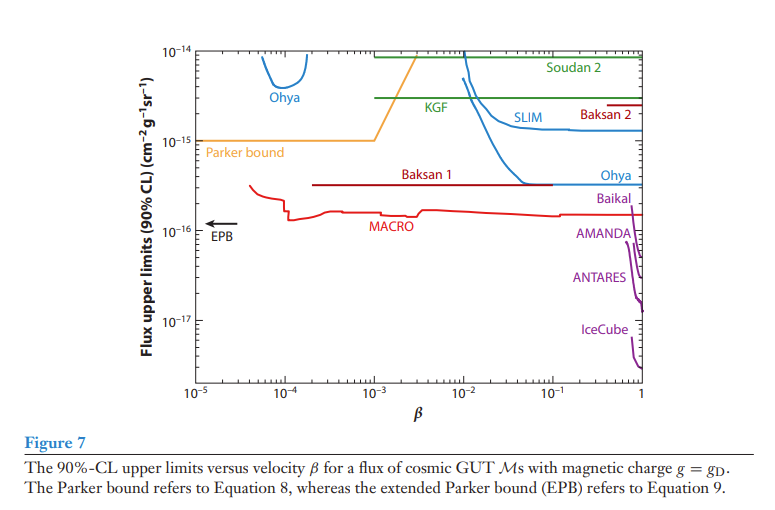 10⁻¹⁴
Soudan 2
Ohya
KGF
SLIM
Baksan 2
10⁻¹⁵
Parker bound
Baksan 1
Ohya
Baikal
MACRO
10⁻¹⁶
EPB
AMANDA
ANTARES
10⁻¹⁷
IceCube
Flux upper limits (90% CL) (cm⁻² g⁻¹sr⁻¹)
10⁻⁵ 10⁻⁴ 10⁻³ 10⁻² 10⁻¹ 1
β
Figure 7
The 90%-CL upper limits versus velocity β for a flux of cosmic GUT ℳs with magnetic charge g = g_D.
The Parker bound refers to Equation 8, whereas the extended Parker bound (EPB) refers to Equation 9.